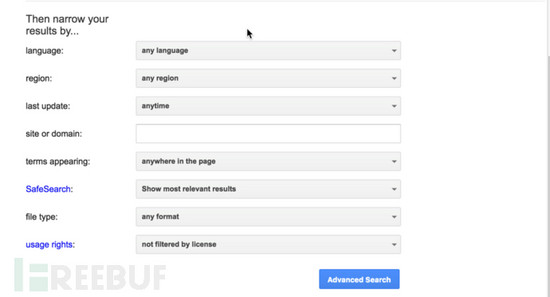 Then narrow your
results by...
language: any language
region: any region
last update: anytime
site or domain:
terms appearing: anywhere in the page
SafeSearch: Show most relevant results
file type: any format
usage rights: not filtered by license
FREEBUF
Advanced Search